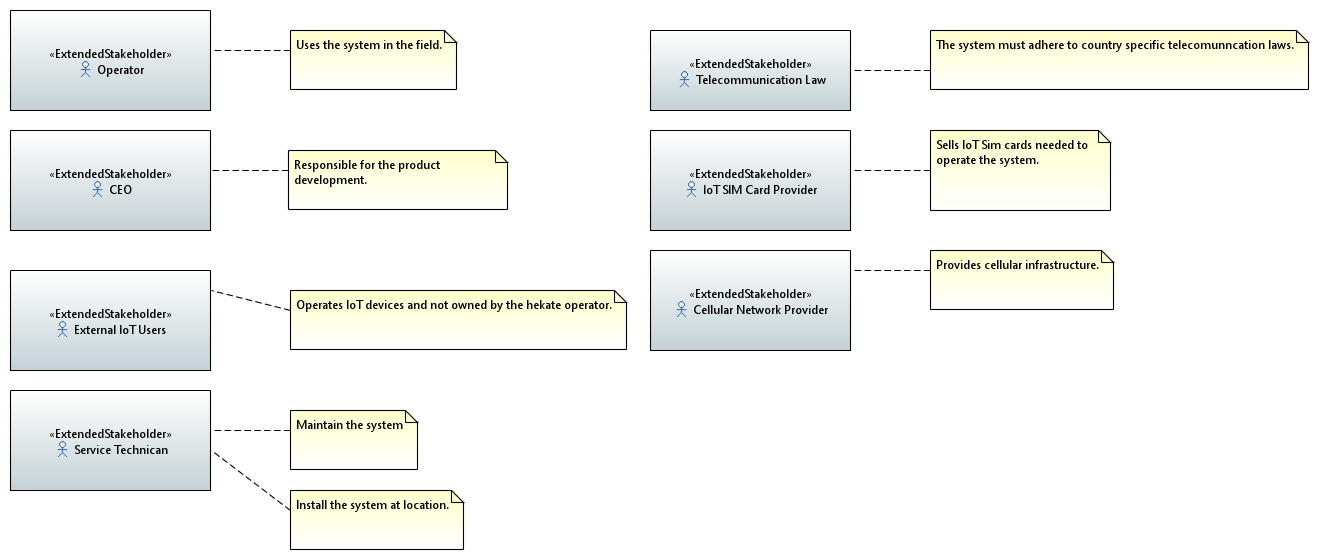 «ExtendedStakeholder»
Operator
Uses the system in the field.
«ExtendedStakeholder»
CEO
Responsible for the product
development.
«ExtendedStakeholder»
External IoT Users
Operates IoT devices and not owned by the hekate operator.
«ExtendedStakeholder»
Service Technican
Maintain the system
Install the system at location.
«ExtendedStakeholder»
Telecommunication Law
The system must adhere to country specific telecomunncation laws.
«ExtendedStakeholder»
IoT SIM Card Provider
Sells IoT Sim cards needed to
operate the system.
«ExtendedStakeholder»
Cellular Network Provider
Provides cellular infrastructure.